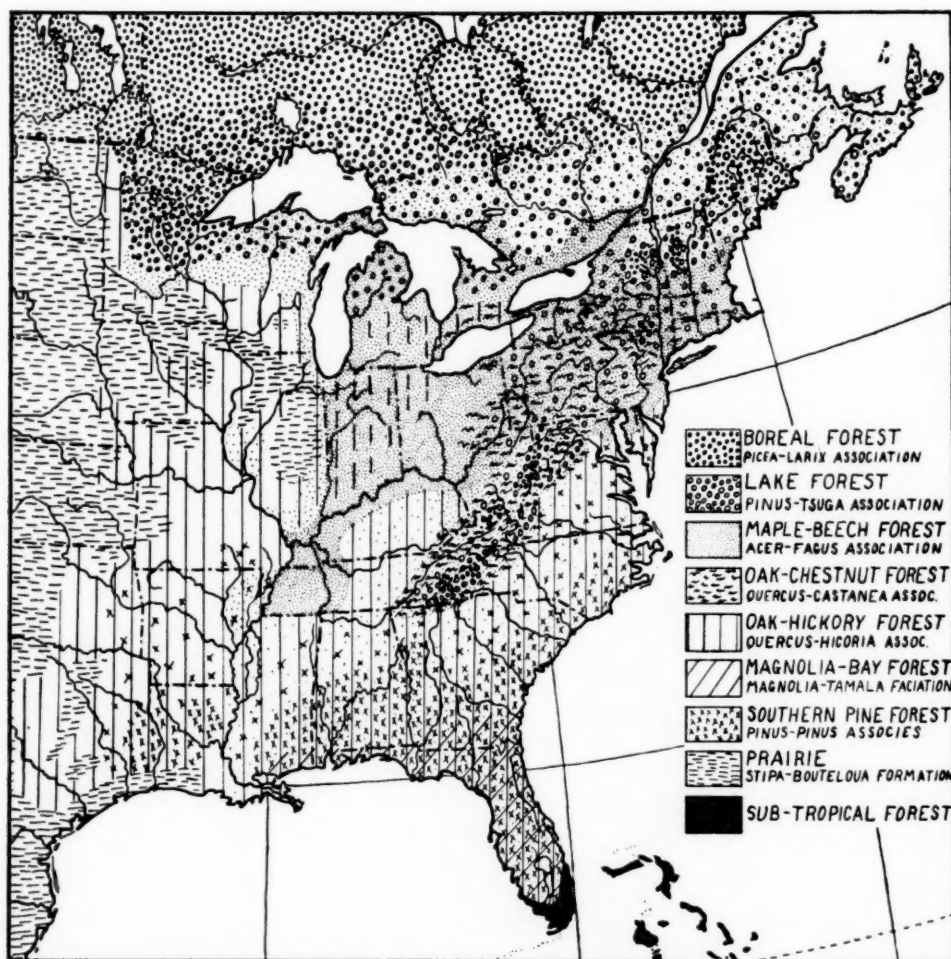 BOREAL FOREST
PICEA-LARIX ASSOCIATION
LAKE FOREST
PINUS-TSUGA ASSOCIATION
MAPLE-BEECH FOREST
ACER-FAGUS ASSOCIATION
OAK-CHESTNUT FOREST
QUERCUS-CASTANEA ASSOC.
OAK-HICKORY FOREST
QUERCUS-HICORIA ASSOC.
MAGNOLIA-BAY FOREST
MAGNOLIA-TAMALA FACIATION
SOUTHERN PINE FOREST
PINUS-PINUS ASSOCIES
PRAIRIE
STIPA-BOUTELOUA FORMATION
SUB-TROPICAL FOREST